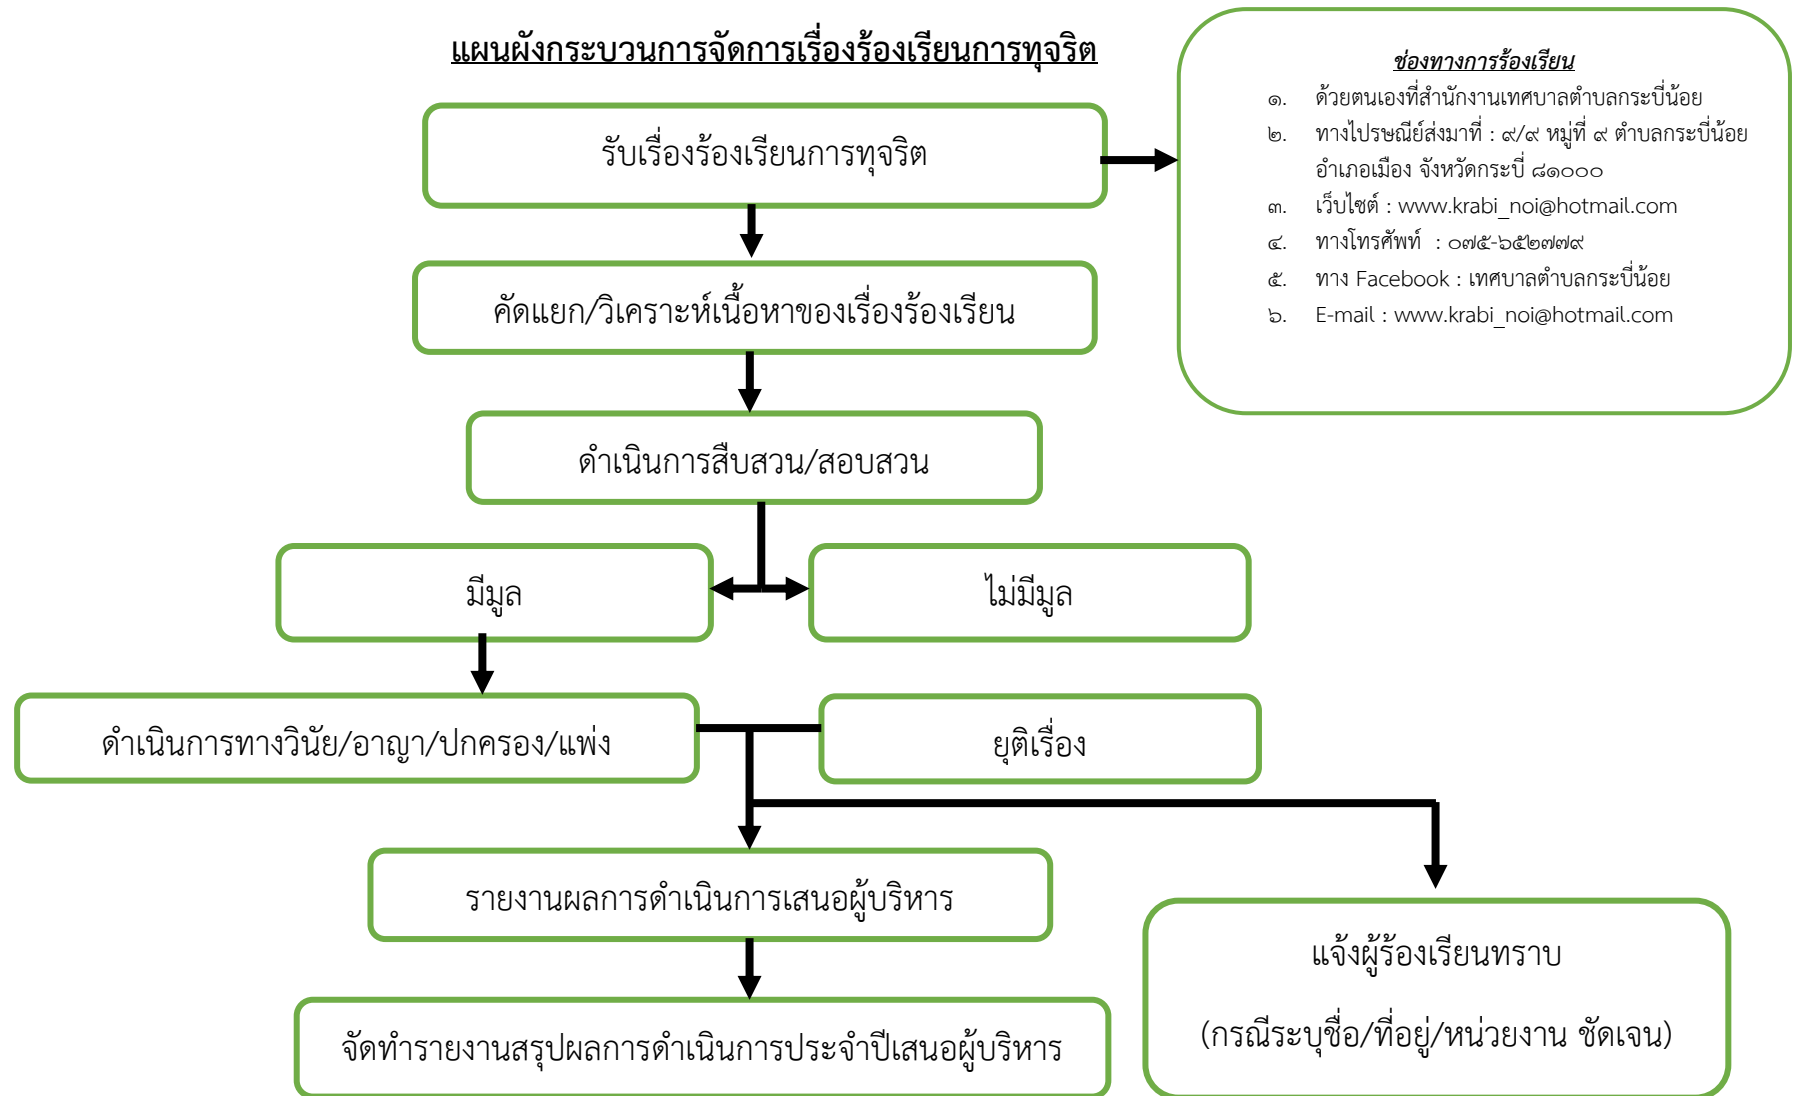 แผนผังกระบวนการจัดการเรื่องร้องเรียนการทุจริต
รับเรื่องร้องเรียนการทุจริต
ช่องทางการร้องเรียน
๑. ด้วยตนเองที่สำนักงานเทศบาลตำบลกระบี่น้อย
๒. ทางไปรษณีย์ส่งมาที่ : ๙/๙ หมู่ที่ ๙ ตำบลกระบี่น้อย
อำเภอเมือง จังหวัดกระบี่ ๘๑๐๐๐
๓. เว็บไซต์ : www.krabi_noi@hotmail.com
๔. ทางโทรศัพท์ : ๐๗๕-๖๕๒๗๗๙
๕. ทาง Facebook : เทศบาลตำบลกระบี่น้อย
๖. E-mail : www.krabi_noi@hotmail.com
คัดแยก/วิเคราะห์เนื้อหาของเรื่องร้องเรียน
ดำเนินการสืบสวน/สอบสวน
มีมูล
ไม่มีมูล
ดำเนินการทางวินัย/อาญา/ปกครอง/แพ่ง
ยุติเรื่อง
รายงานผลการดำเนินการเสนอผู้บริหาร
แจ้งผู้ร้องเรียนทราบ
(กรณีระบุชื่อ/ที่อยู่/หน่วยงาน ชัดเจน)
จัดทำรายงานสรุปผลการดำเนินการประจำปีเสนอผู้บริหาร